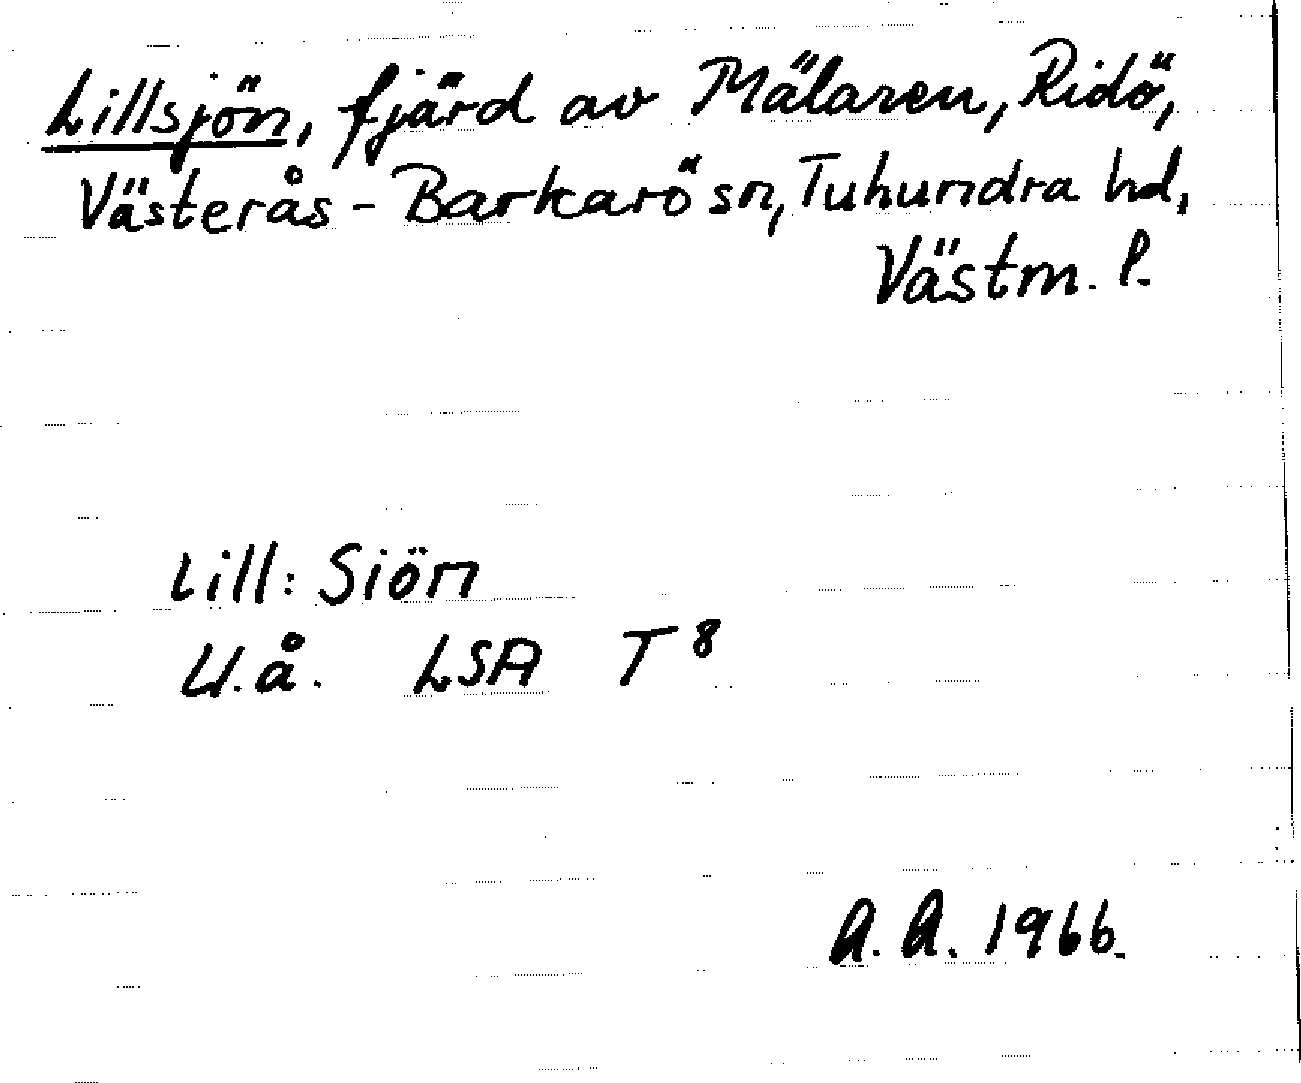 Lillsjön, fjärd av Mälaren, Ridö,
Västerås - Barkarö sn, Tuhundra hd,
Västm. l.
Lill: Siön
U.å. LSA T8
A.A. 1966.